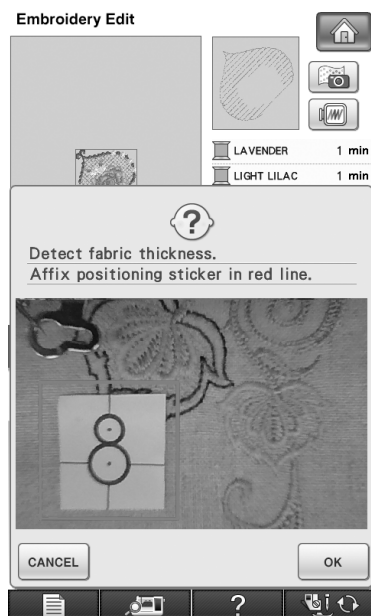 Embroidery Edit
LAVENDER 1 min
LIGHT LILAC 1 min
?
Detect fabric thickness.
Affix positioning sticker in red line.
CANCEL
OK
?